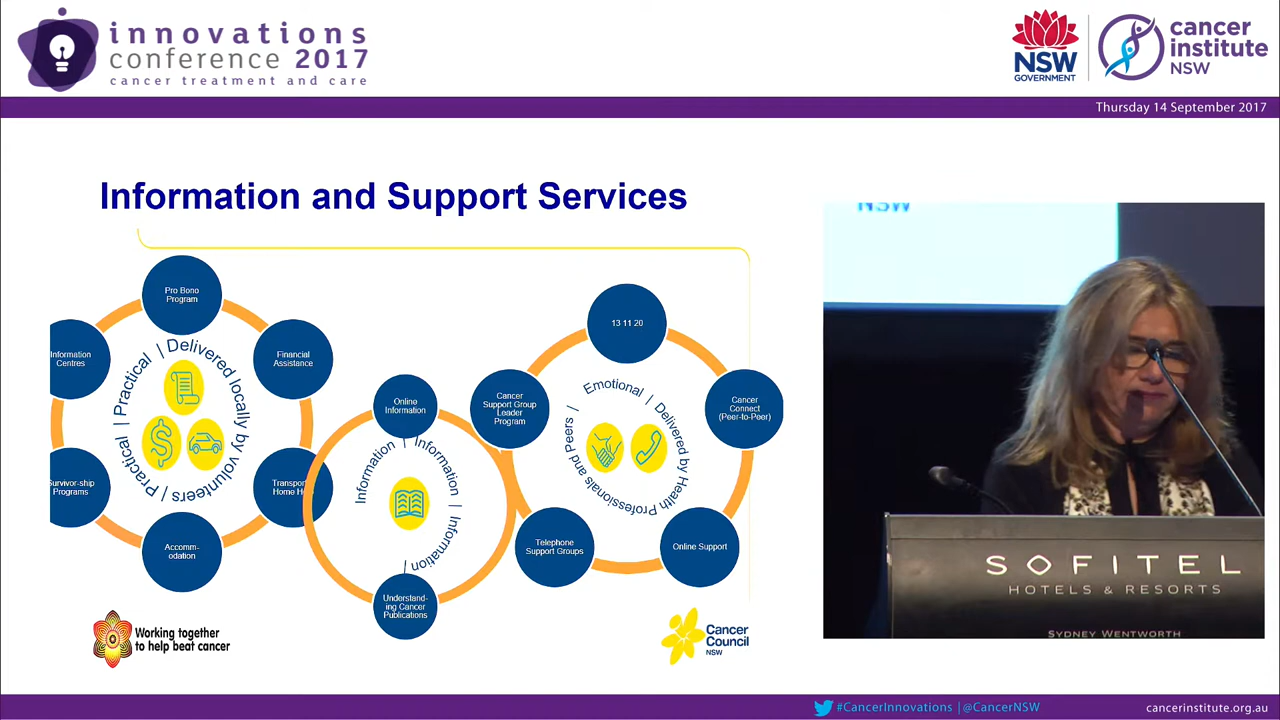 innovations
conference 2017
cancer treatment and care
NSW
GOVERNMENT
cancer
institute
NSW
Thursday 14 September 2017
Information and Support Services
Pro Bono
Program
Information
Centres
Financial
Assistance
Survivor-ship
Programs
Transport
Home
Accomm-
odation
Practical | Practical | Delivered locally by volunteers |
Online
Information
Information | Information | Information |
Understand-
ing Cancer
Publications
13 11 20
Cancer
Support Group
Leader
Program
Cancer
Connect
(Peer-to-Peer)
Telephone
Support Groups
Online Support
Emotional | Delivered by Health Professionals and Peers |
Working together
to help beat cancer
Cancer
Council
NSW
NSW
SOFITEL
HOTELS & RESORTS
SYDNEY WENTWORTH
#CancerInnovations | @CancerNSW
cancerinstitute.org.au